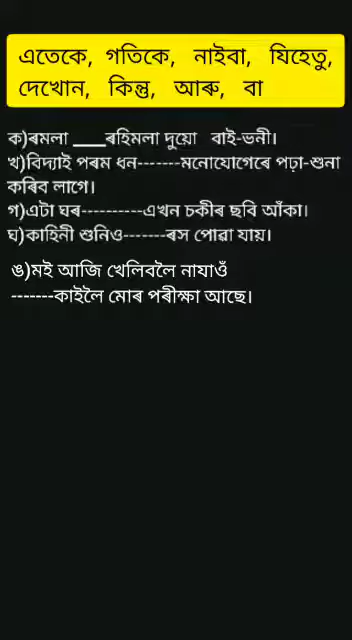 এতেকে, গতিকে, নাইবা, যিহেতু,
দেখোন, কিন্তু, আৰু, বা
ক)ৰমলা ____ৰহিমলা দুয়ো বাই-ভনী।
খ)বিদ্যাই পৰম ধন-------মনোযোগেৰে পঢ়া-শুনা
কৰিব লাগে।
গ)এটা ঘৰ----------এখন চকীৰ ছবি আঁকা।
ঘ)কাহিনী শুনিও-------ৰস পোৱা যায়।
ঙ)মই আজি খেলিবলৈ নাযাওঁ
-------কাইলৈ মোৰ পৰীক্ষা আছে।